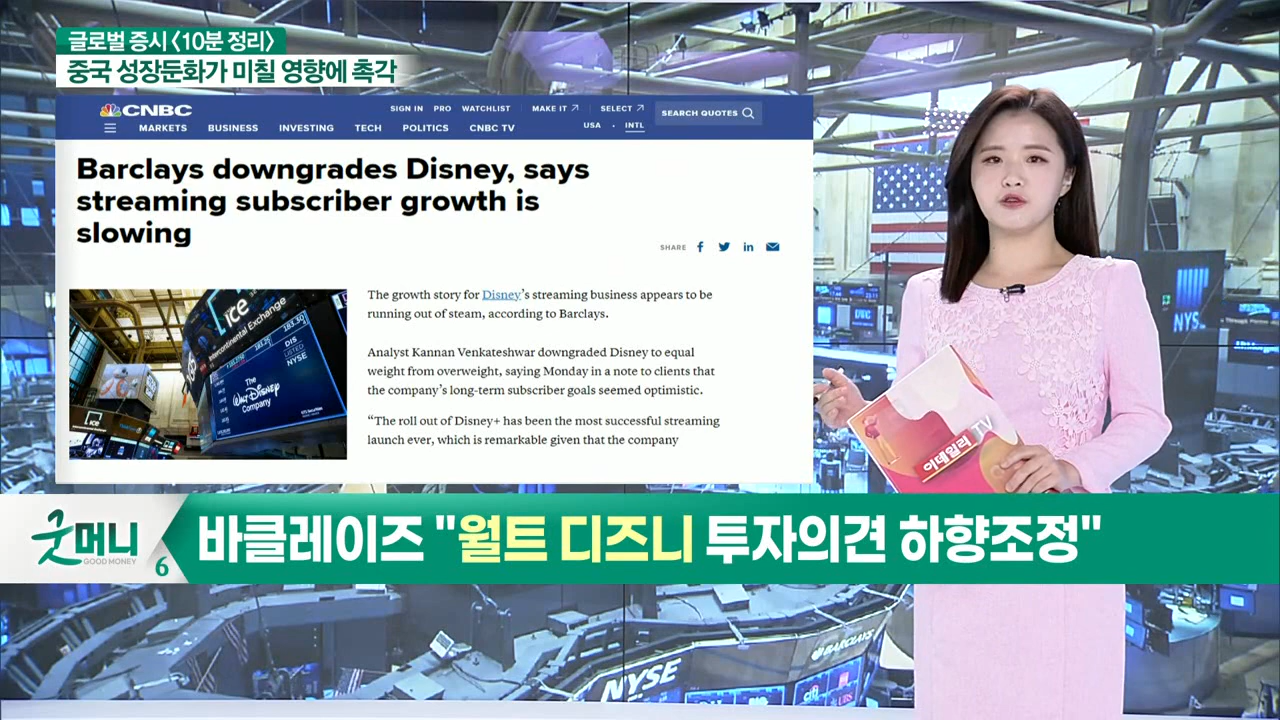 글로벌 증시 <10분 정리>
중국 성장둔화가 미칠 영향에 촉각
CNBC
SIGN IN PRO WATCHLIST MAKE IT SELECT SEARCH QUOTES
MARKETS BUSINESS INVESTING TECH POLITICS CNBC TV USA · INTL
Barclays downgrades Disney, says
streaming subscriber growth is
slowing
SHARE
The growth story for Disney's streaming business appears to be
running out of steam, according to Barclays.
Analyst Kannan Venkateshwar downgraded Disney to equal
weight from overweight, saying Monday in a note to clients that
the company's long-term subscriber goals seemed optimistic.
“The roll out of Disney+ has been the most successful streaming
launch ever, which is remarkable given that the company
ice
Intercontinental Exchange
DIS
LISTED
NYSE
The
WALT DISNEY
Company
ice
이데일리 TV
NYS
굿머니
GOOD MONEY
6
바클레이즈 "월트 디즈니 투자의견 하향조정"
NYSE
BARCLAYS
citi
UBS